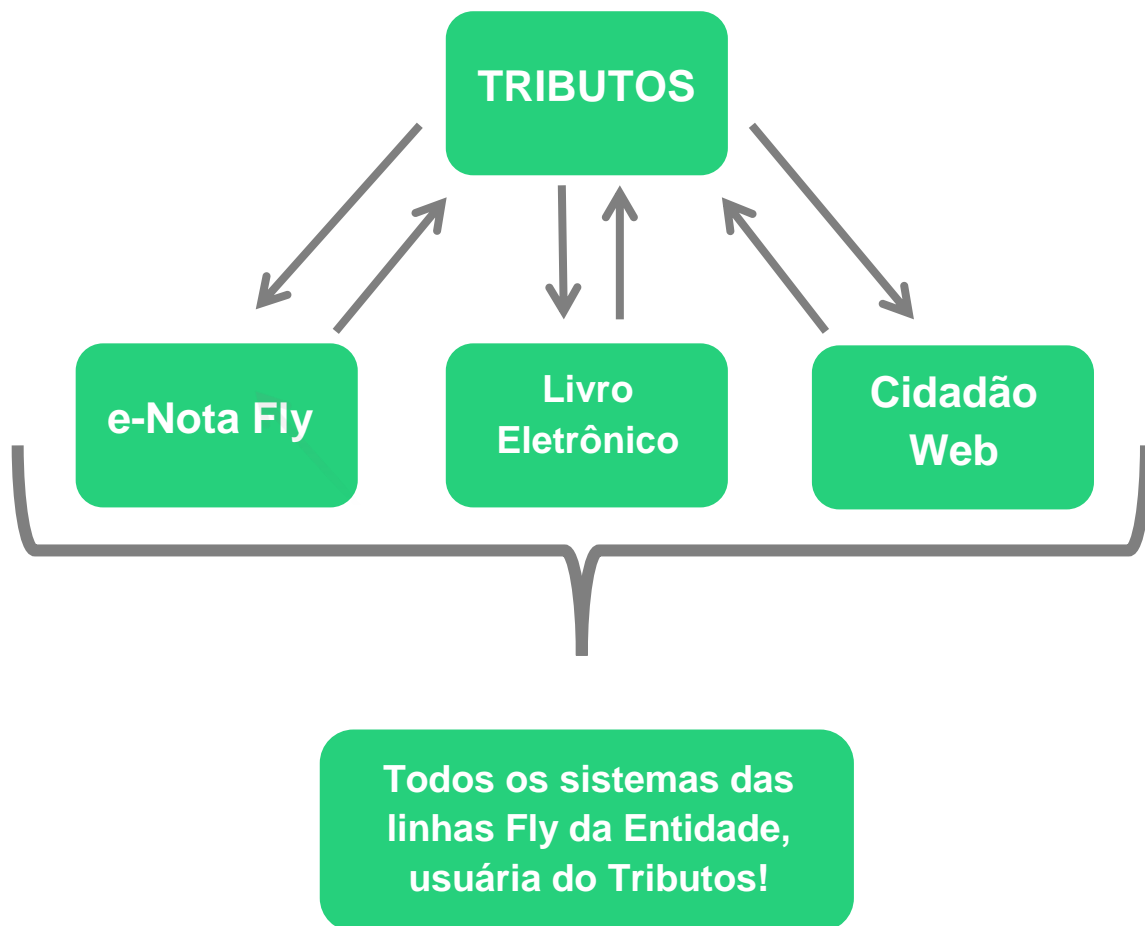 TRIBUTOS
e-Nota Fly
Livro
Eletrônico
Cidadão
Web
Todos os sistemas das
linhas Fly da Entidade,
usuária do Tributos!